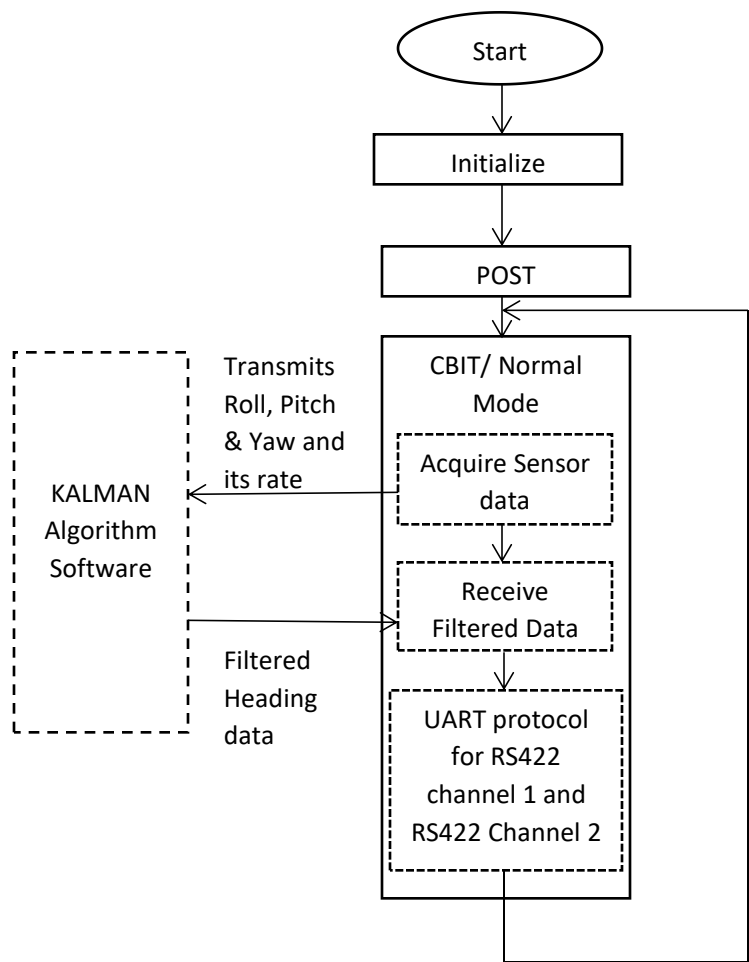 Start
Initialize
POST
CBIT/ Normal
Mode
Transmits
Roll, Pitch
& Yaw and
its rate
Acquire Sensor
data
KALMAN
Algorithm
Software
Receive
Filtered Data
Filtered
Heading
data
UART protocol
for RS422
channel 1 and
RS422 Channel 2